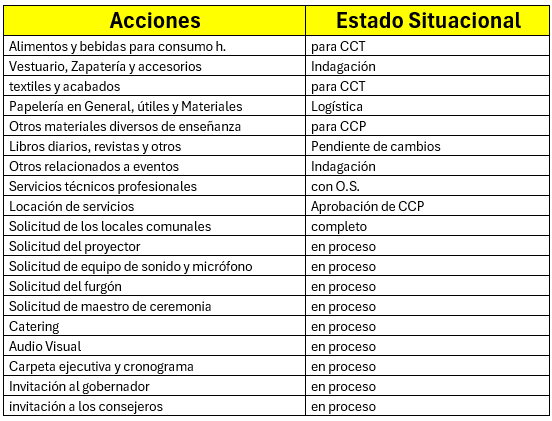 Acciones Estado Situacional
Alimentos y bebidas para consumo h. para CCT
Vestuario, Zapatería y accesorios Indagación
textiles y acabados para CCT
Papelería en General, útiles y Materiales Logística
Otros materiales diversos de enseñanza para CCP
Libros diarios, revistas y otros Pendiente de cambios
Otros relacionados a eventos Indagación
Servicios técnicos profesionales con O.S.
Locación de servicios Aprobación de CCP
Solicitud de los locales comunales completo
Solicitud del proyector en proceso
Solicitud de equipo de sonido y micrófono en proceso
Solicitud del furgón en proceso
Solicitud de maestro de ceremonia en proceso
Catering en proceso
Audio Visual en proceso
Carpeta ejecutiva y cronograma en proceso
Invitación al gobernador en proceso
invitación a los consejeros en proceso